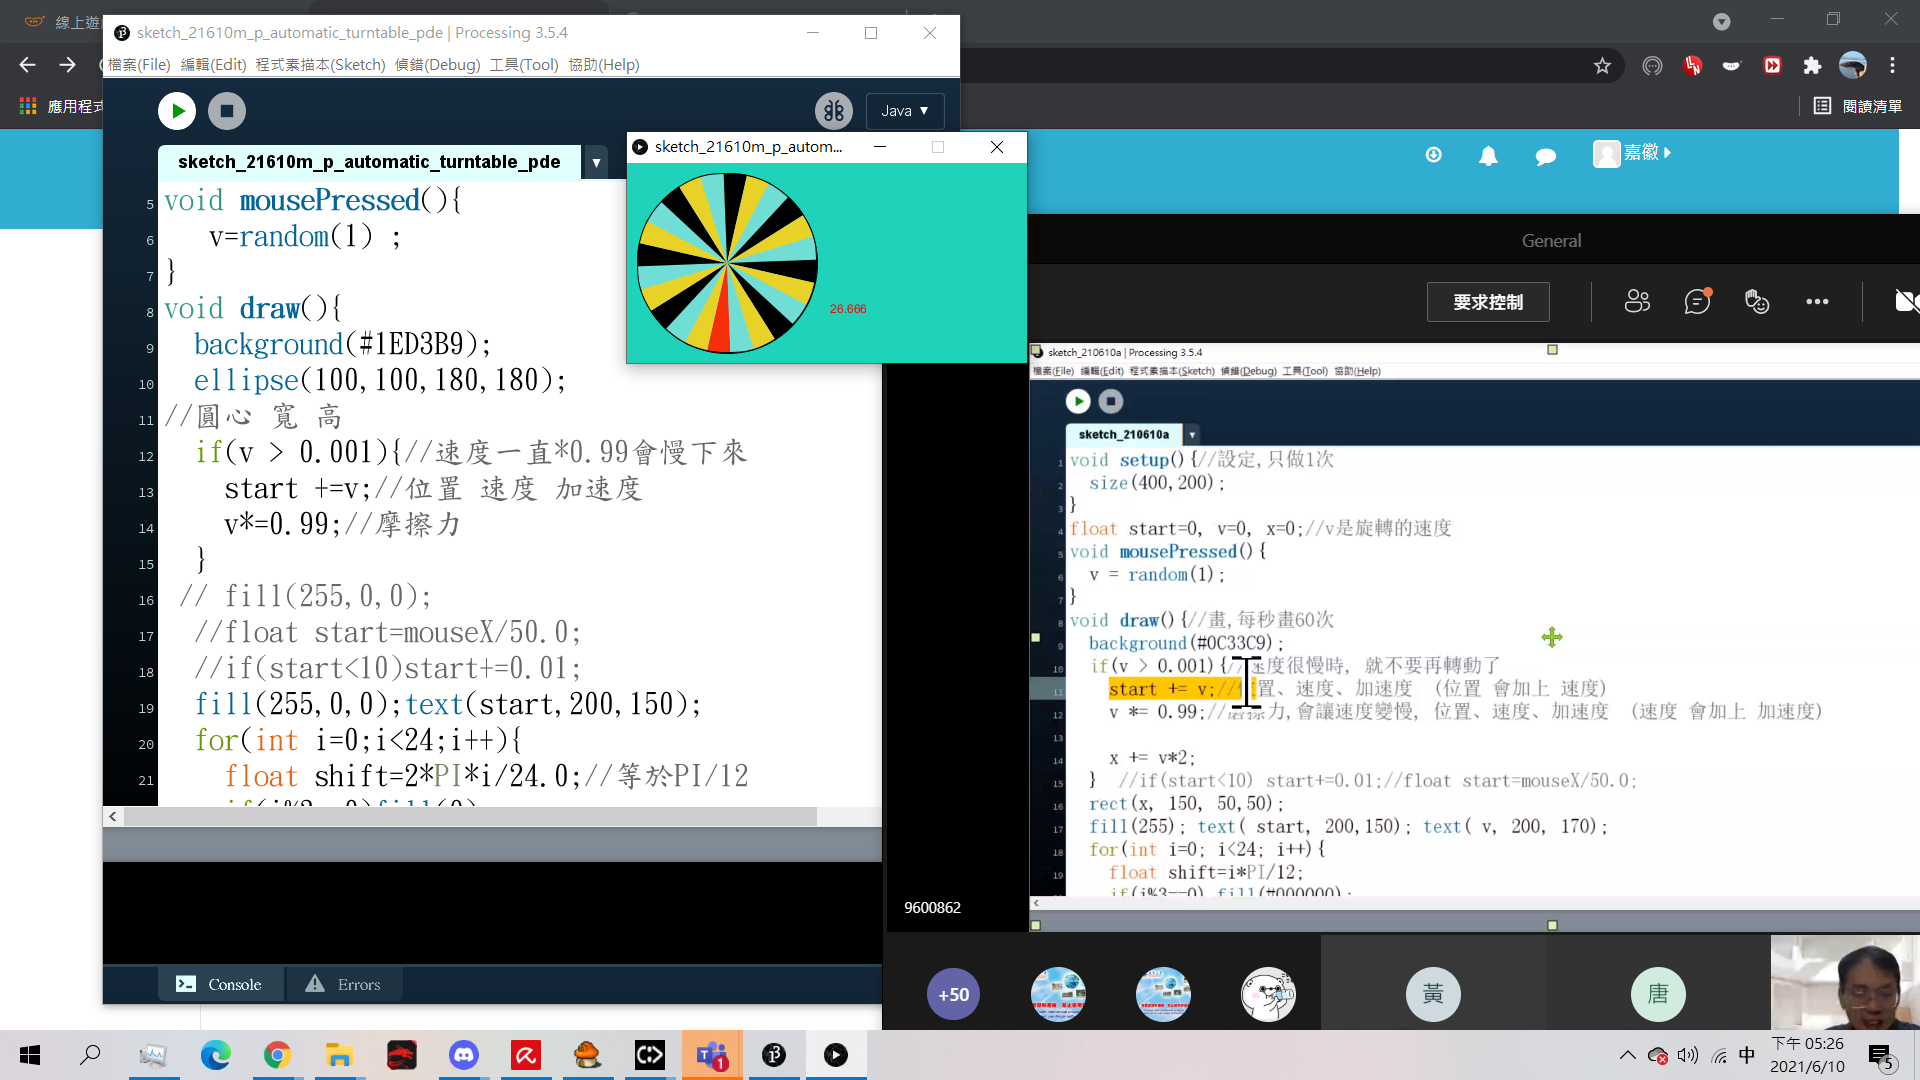 線上遊
sketch_21610m_p_automatic_turntable_pde | Processing 3.5.4
檔案(File) 編輯(Edit) 程式素描本(Sketch) 偵錯(Debug) 工具(Tool) 協助(Help)
應用程式
閱讀清單
Java ▼
sketch_21610m_p_automatic_turntable_pde ▼
5 void mousePressed(){
6 v=random(1) ;
7 }
8 void draw(){
9 background(#1ED3B9);
10 ellipse(100,100,180,180);
11 //圓心 寬 高
12 if(v > 0.001){//速度一直*0.99會慢下來
13 start +=v;//位置 速度 加速度
14 v*=0.99;//摩擦力
15 }
16 // fill(255,0,0);
17 //float start=mouseX/50.0;
18 //if(start<10)start+=0.01;
19 fill(255,0,0);text(start,200,150);
20 for(int i=0;i<24;i++){
21 float shift=2*PI*i/24.0;//等於PI/12
Console
Errors
sketch_21610m_p_autom...
26.666
嘉徽
General
要求控制
sketch_210610a | Processing 3.5.4
檔案(File) 編輯(Edit) 程式素描本(Sketch) 偵錯(Debug) 工具(Tool) 協助(Help)
sketch_210610a ▼
1 void setup(){//設定,只做1次
2 size(400,200);
3 }
4 float start=0, v=0, x=0;//v是旋轉的速度
5 void mousePressed(){
6 v = random(1);
7 }
8 void draw(){//畫,每秒畫60次
9 background(#0C33C9);
10 if(v > 0.001){//速度很慢時, 就不要再轉動了
11 start += v;//位置、速度、加速度 (位置 會加上 速度)
12 v *= 0.99;//磨擦力,會讓速度變慢, 位置、速度、加速度 (速度 會加上 加速度)
13
14 x += v*2;
15 } //if(start<10) start+=0.01;//float start=mouseX/50.0;
16 rect(x, 150, 50,50);
17 fill(255); text( start, 200,150); text( v, 200, 170);
18 for(int i=0; i<24; i++){
19 float shift=i*PI/12;
if(i%3==0) fill(#000000);
9600862
+50
黃
唐
1
中
下午 05:26
2021/6/10
5